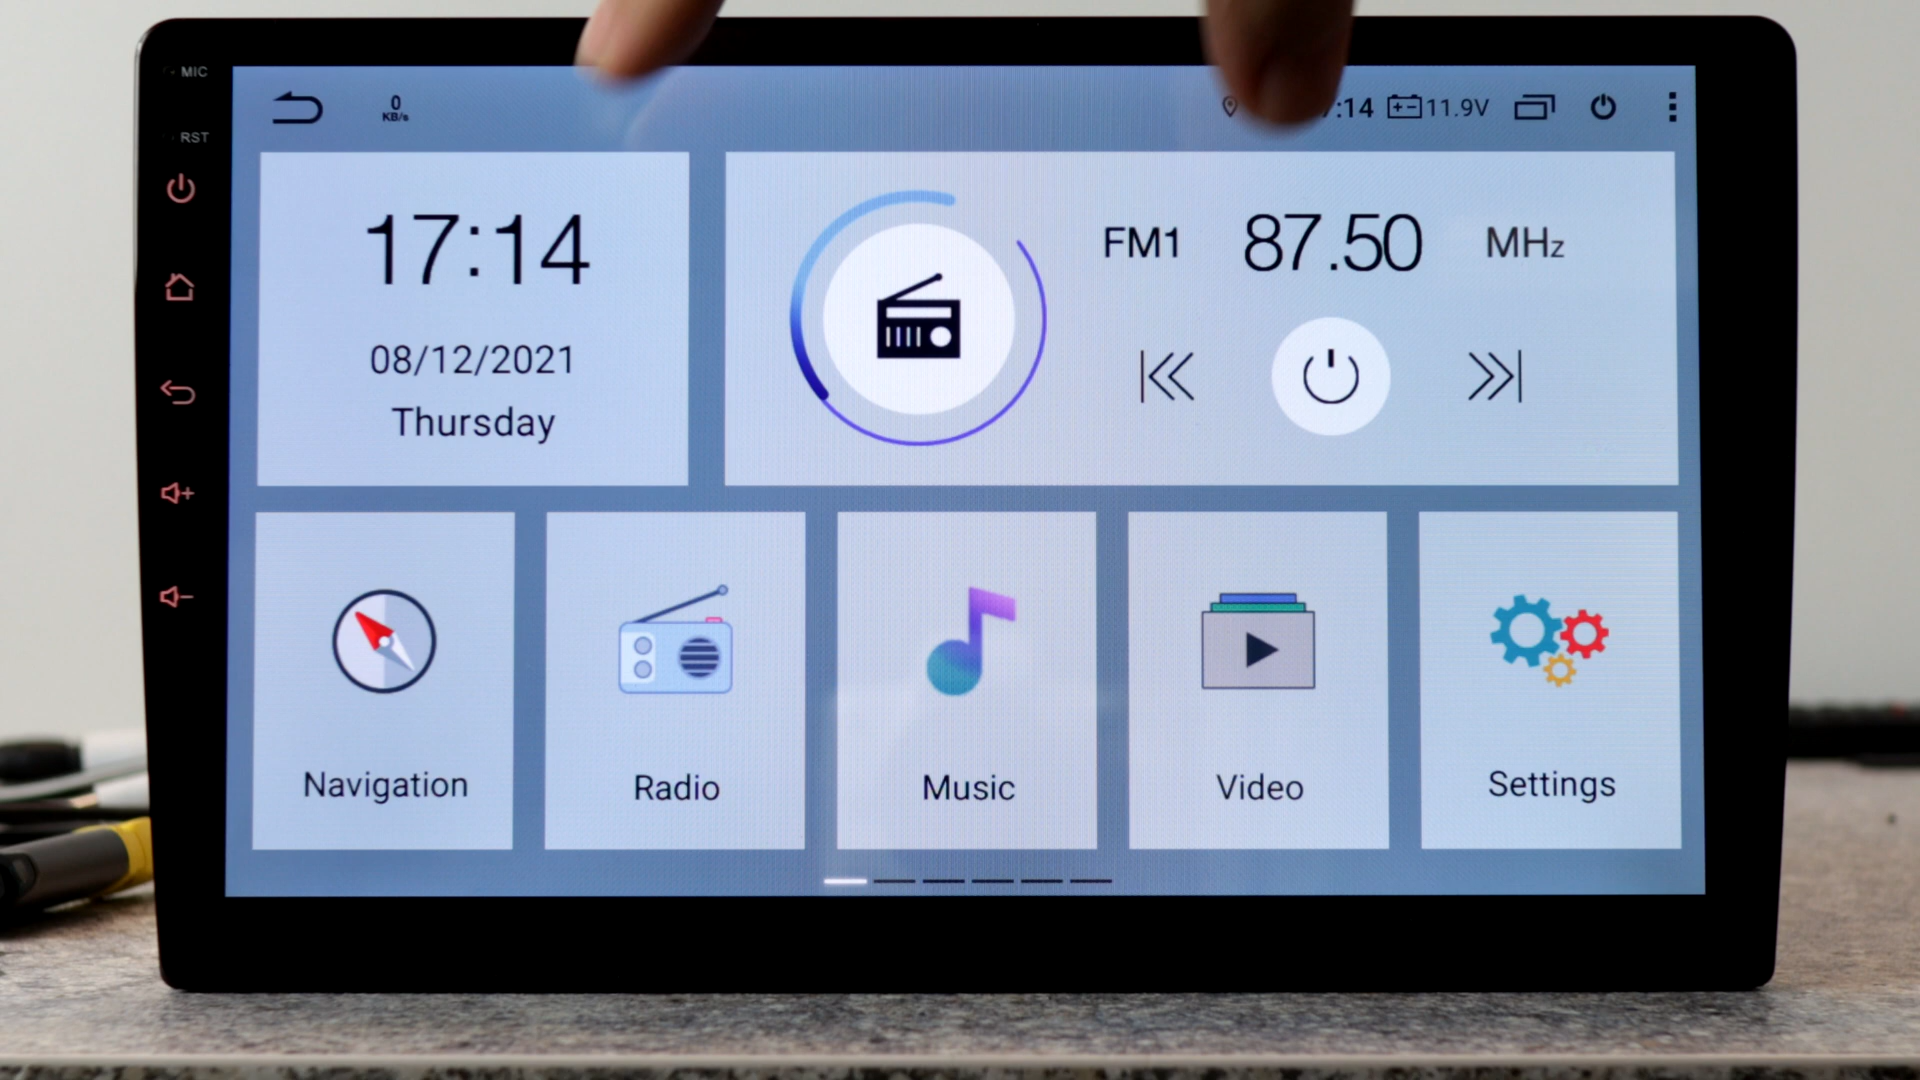 MIC
RST
0
KB/s
:14
11.9V
17:14
08/12/2021
Thursday
FM1 87.50 MHz
Navigation
Radio
Music
Video
Settings